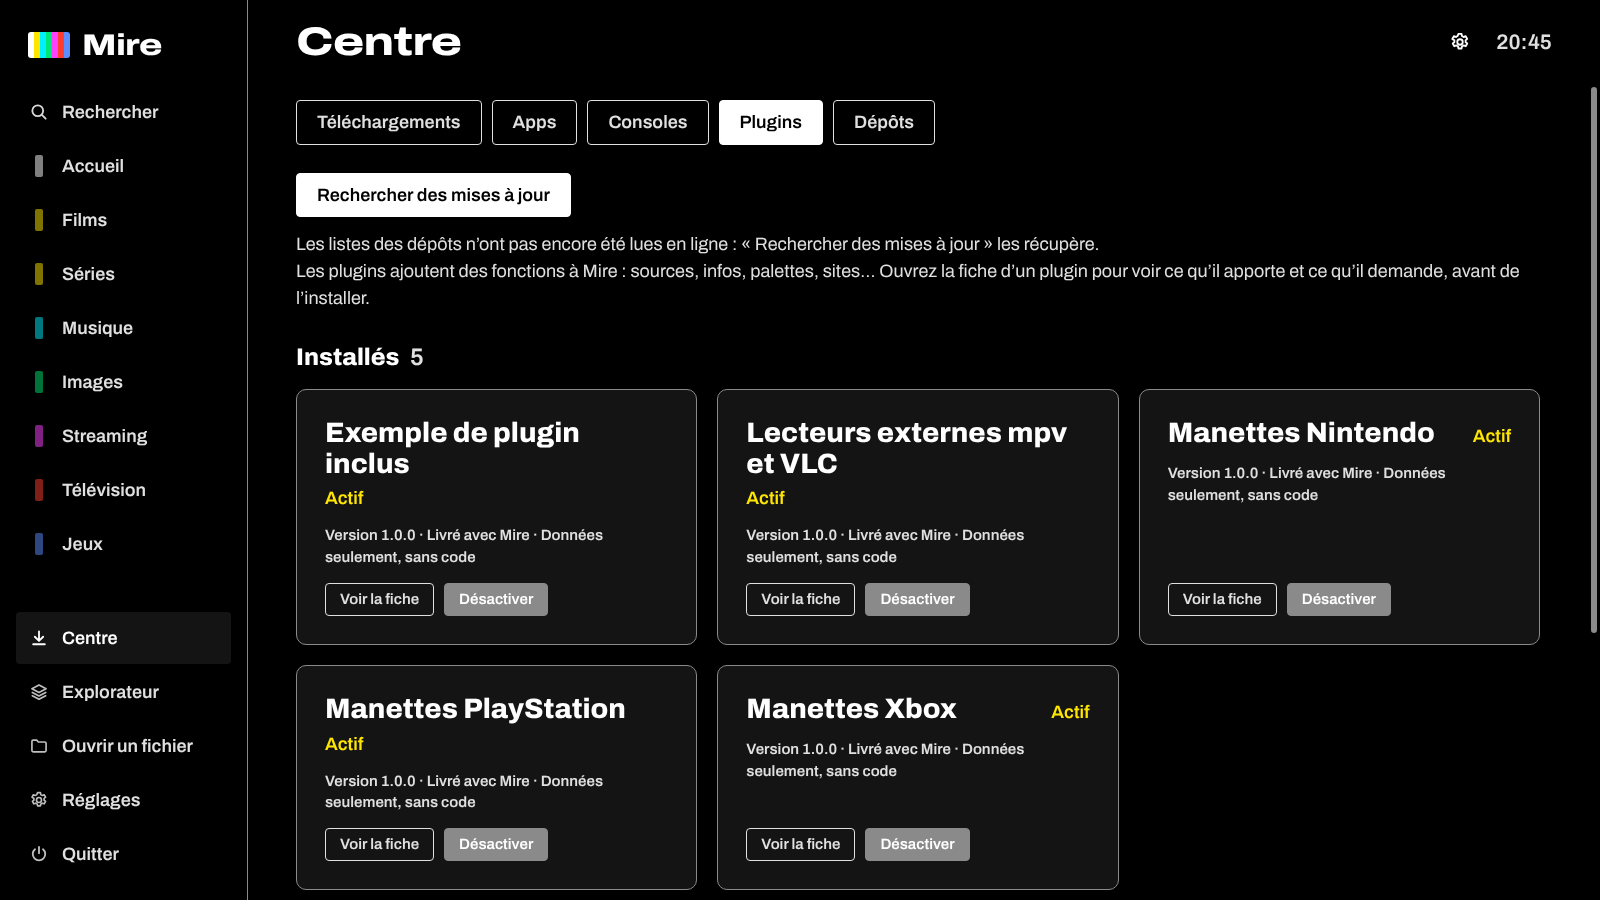 Mire
Rechercher
Accueil
Films
Séries
Musique
Images
Streaming
Télévision
Jeux
Centre
Explorateur
Ouvrir un fichier
Réglages
Quitter
Centre
20:45
Téléchargements
Apps
Consoles
Plugins
Dépôts
Rechercher des mises à jour
Les listes des dépôts n’ont pas encore été lues en ligne : « Rechercher des mises à jour » les récupère.
Les plugins ajoutent des fonctions à Mire : sources, infos, palettes, sites… Ouvrez la fiche d’un plugin pour voir ce qu’il apporte et ce qu’il demande, avant de
l’installer.
Installés 5
Exemple de plugin
inclus
Actif
Version 1.0.0 · Livré avec Mire · Données
seulement, sans code
Voir la fiche
Désactiver
Lecteurs externes mpv
et VLC
Actif
Version 1.0.0 · Livré avec Mire · Données
seulement, sans code
Voir la fiche
Désactiver
Manettes Nintendo
Actif
Version 1.0.0 · Livré avec Mire · Données
seulement, sans code
Voir la fiche
Désactiver
Manettes PlayStation
Actif
Version 1.0.0 · Livré avec Mire · Données
seulement, sans code
Voir la fiche
Désactiver
Manettes Xbox
Actif
Version 1.0.0 · Livré avec Mire · Données
seulement, sans code
Voir la fiche
Désactiver